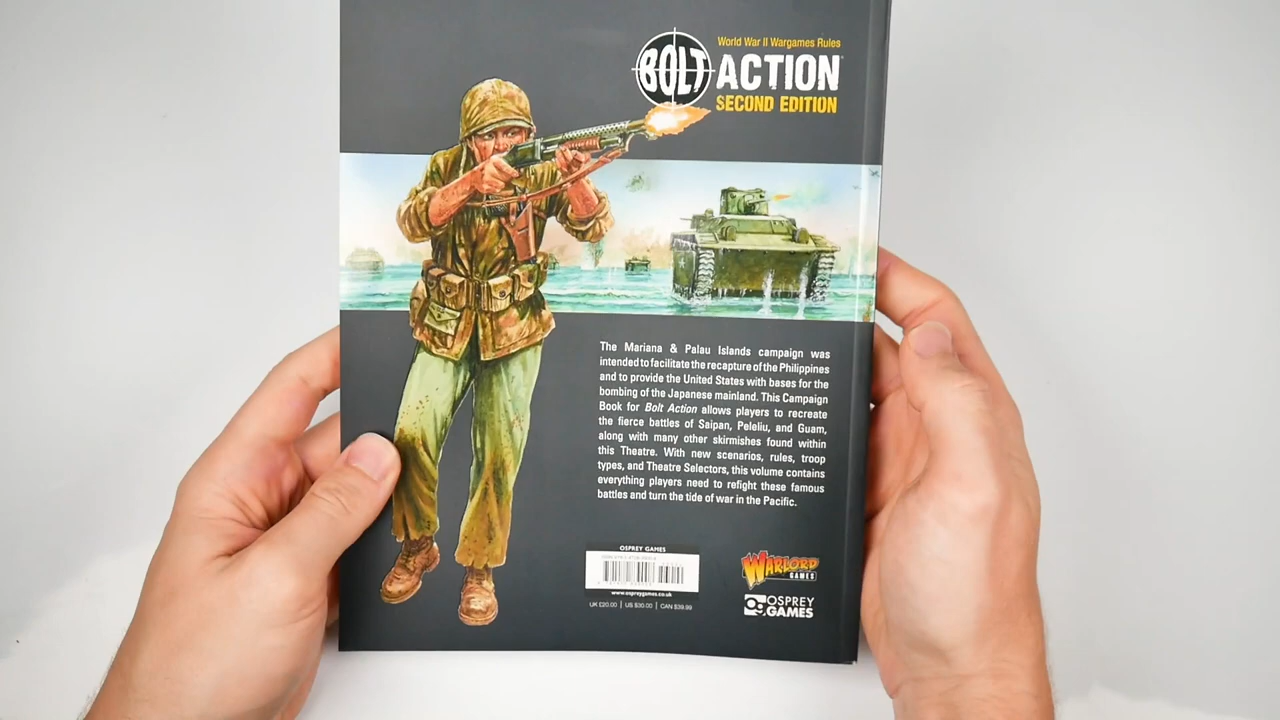 World War II Wargames Rules
BOLT ACTION
SECOND EDITION
The Mariana & Palau Islands campaign was
intended to facilitate the recapture of the Philippines
and to provide the United States with bases for the
bombing of the Japanese mainland. This Campaign
Book for Bolt Action allows players to recreate
the fierce battles of Saipan, Peleliu, and Guam,
along with many other skirmishes found within
this Theatre. With new scenarios, rules, troop
types, and Theatre Selectors, this volume contains
everything players need to refight these famous
battles and turn the tide of war in the Pacific.
OSPREY GAMES
www.ospreygames.co.uk
UK £20.00 | US $30.00 | CAN $39.99
WARLORD
GAMES
OG OSPREY
GAMES